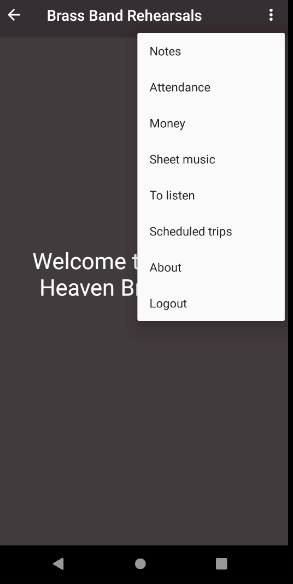 Brass Band Rehearsals
Notes
Attendance
Money
Sheet music
To listen
Scheduled trips
Welcome
About
Heaven
Logout